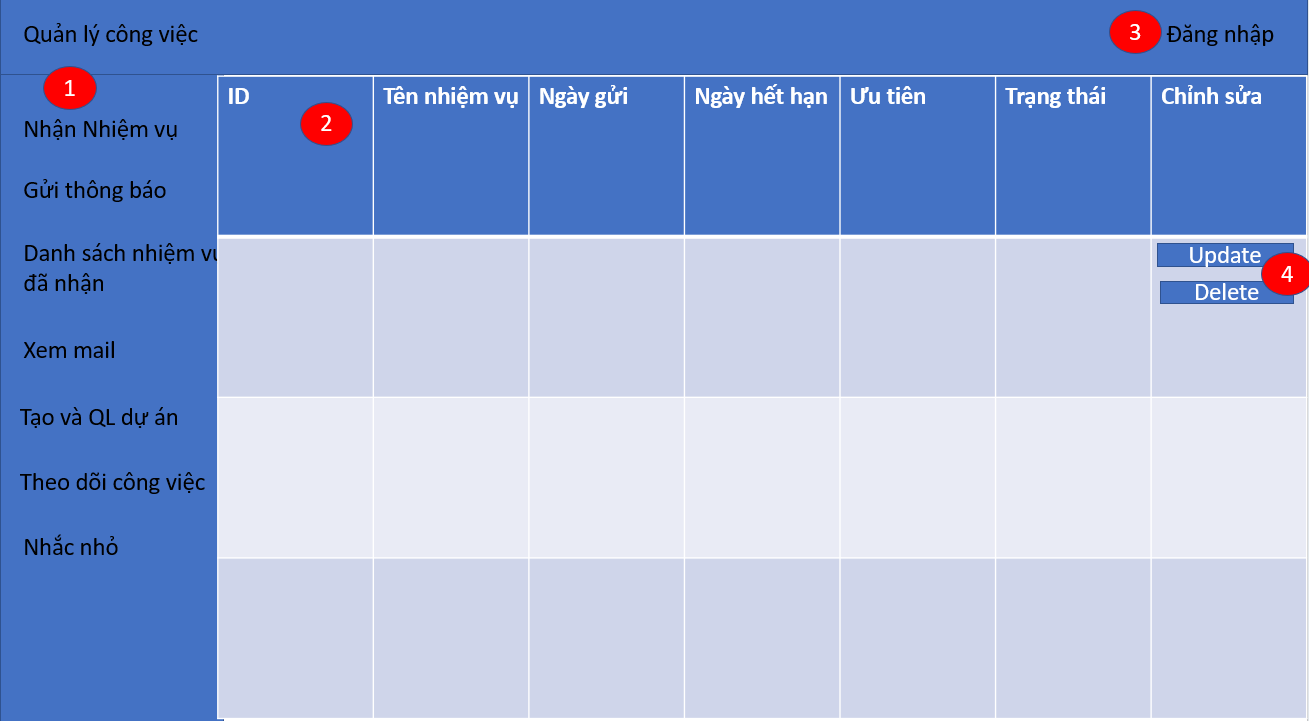 Quản lý công việc
3 Đăng nhập
1
Nhận Nhiệm vụ
Gửi thông báo
Danh sách nhiệm vụ
đã nhận
Xem mail
Tạo và QL dự án
Theo dõi công việc
Nhắc nhỏ
ID
2
Tên nhiệm vụ
Ngày gửi
Ngày hết hạn
Ưu tiên
Trạng thái
Chỉnh sửa
Update
4
Delete